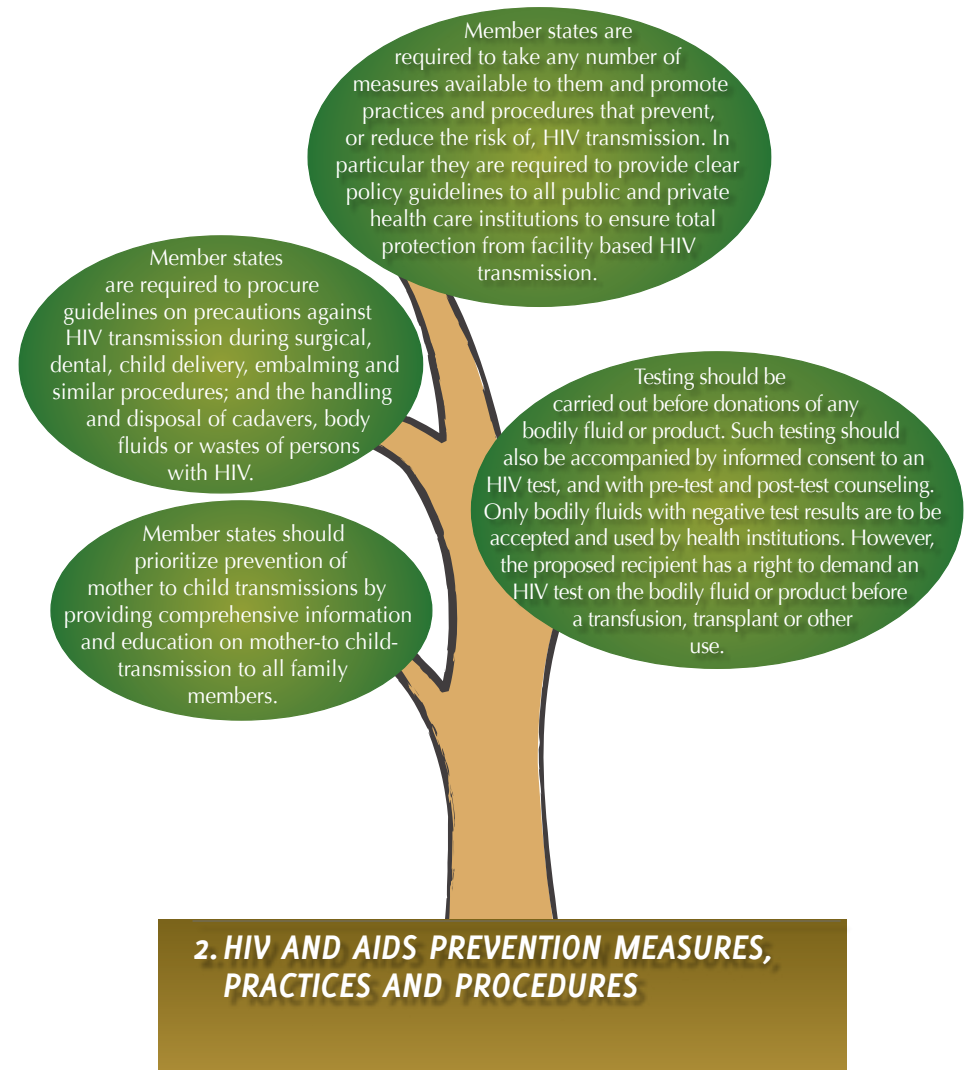 Member states are
required to take any number of
measures available to them and promote
practices and procedures that prevent,
or reduce the risk of, HIV transmission. In
particular they are required to provide clear
policy guidelines to all public and private
health care institutions to ensure total
protection from facility based HIV
transmission.
Member states
are required to procure
guidelines on precautions against
HIV transmission during surgical,
dental, child delivery, embalming and
similar procedures; and the handling
and disposal of cadavers, body
fluids or wastes of persons
with HIV.
Testing should be
carried out before donations of any
bodily fluid or product. Such testing should
also be accompanied by informed consent to an
HIV test, and with pre-test and post-test counseling.
Only bodily fluids with negative test results are to be
accepted and used by health institutions. However,
the proposed recipient has a right to demand an
HIV test on the bodily fluid or product before
a transfusion, transplant or other
use.
Member states should
prioritize prevention of
mother to child transmissions by
providing comprehensive information
and education on mother-to child-
transmission to all family
members.
2. HIV AND AIDS PREVENTION MEASURES,
PRACTICES AND PROCEDURES